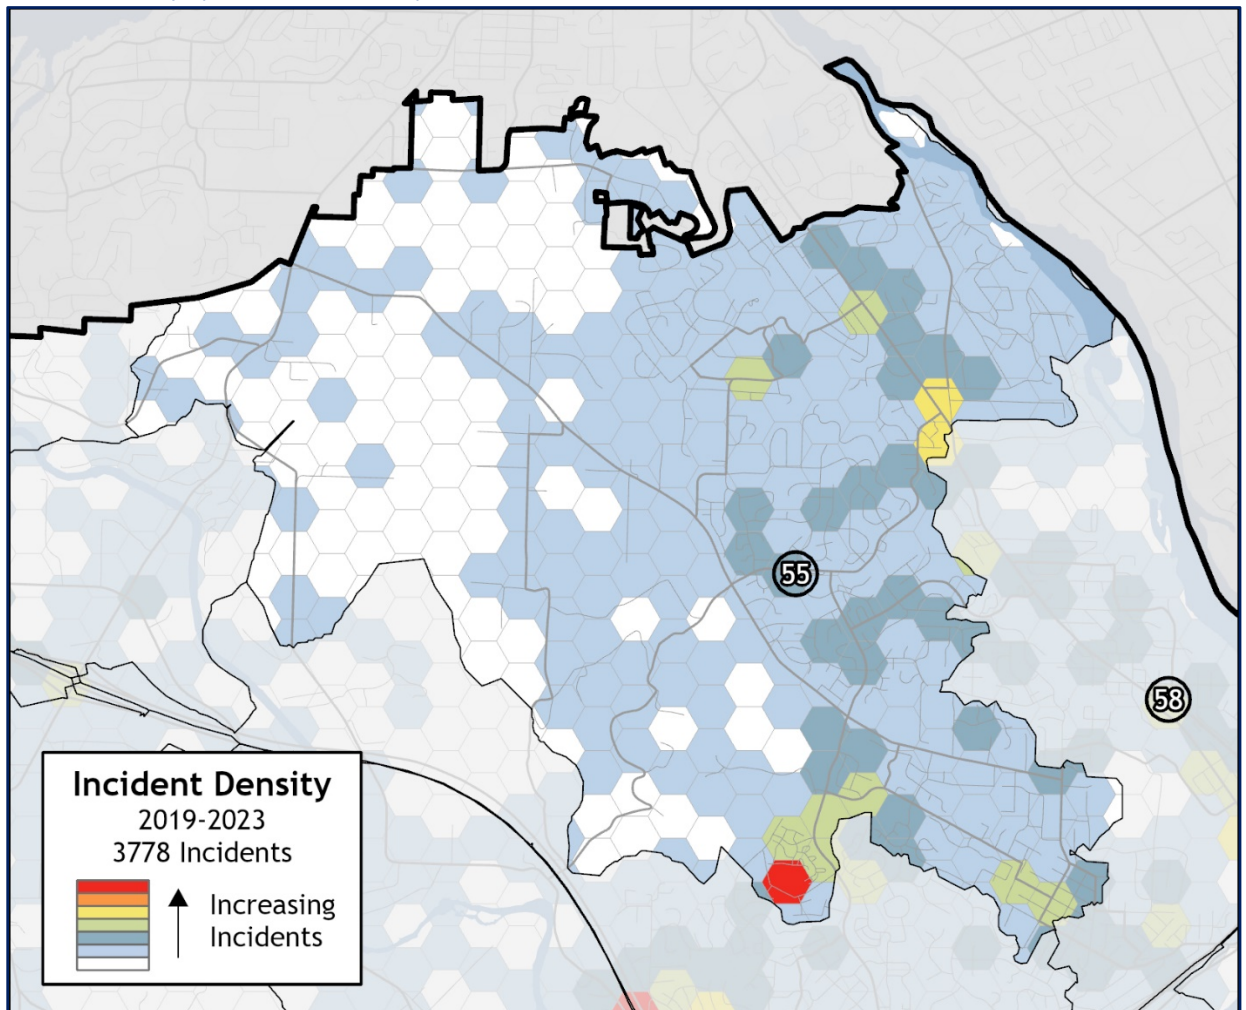 55
58
Incident Density
2019-2023
3778 Incidents
Increasing
Incidents